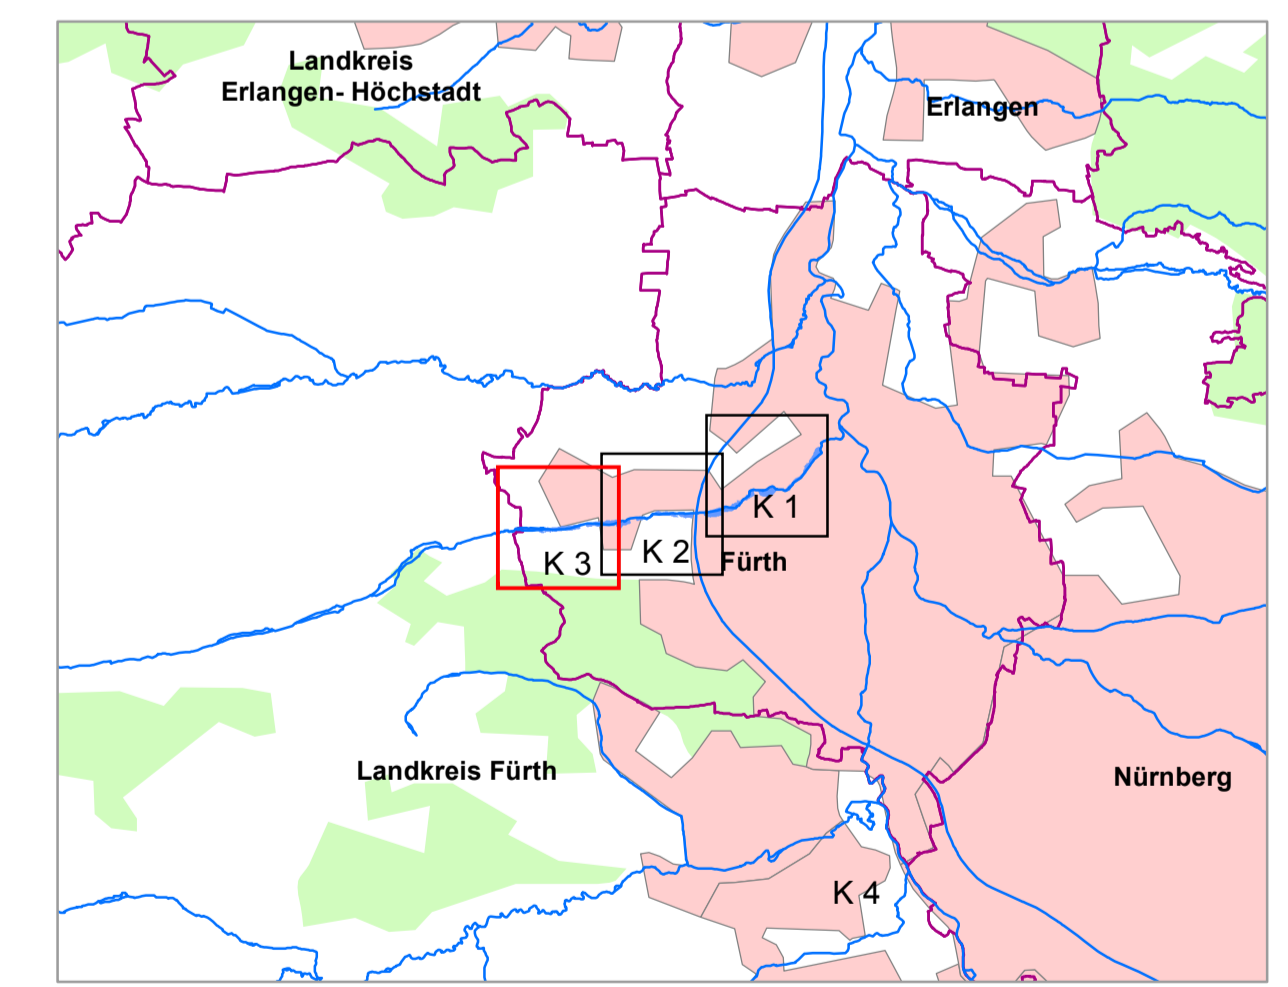 Landkreis
Erlangen- Höchstadt
Erlangen
K 1
K 2
K 3
Fürth
Landkreis Fürth
Nürnberg
K 4